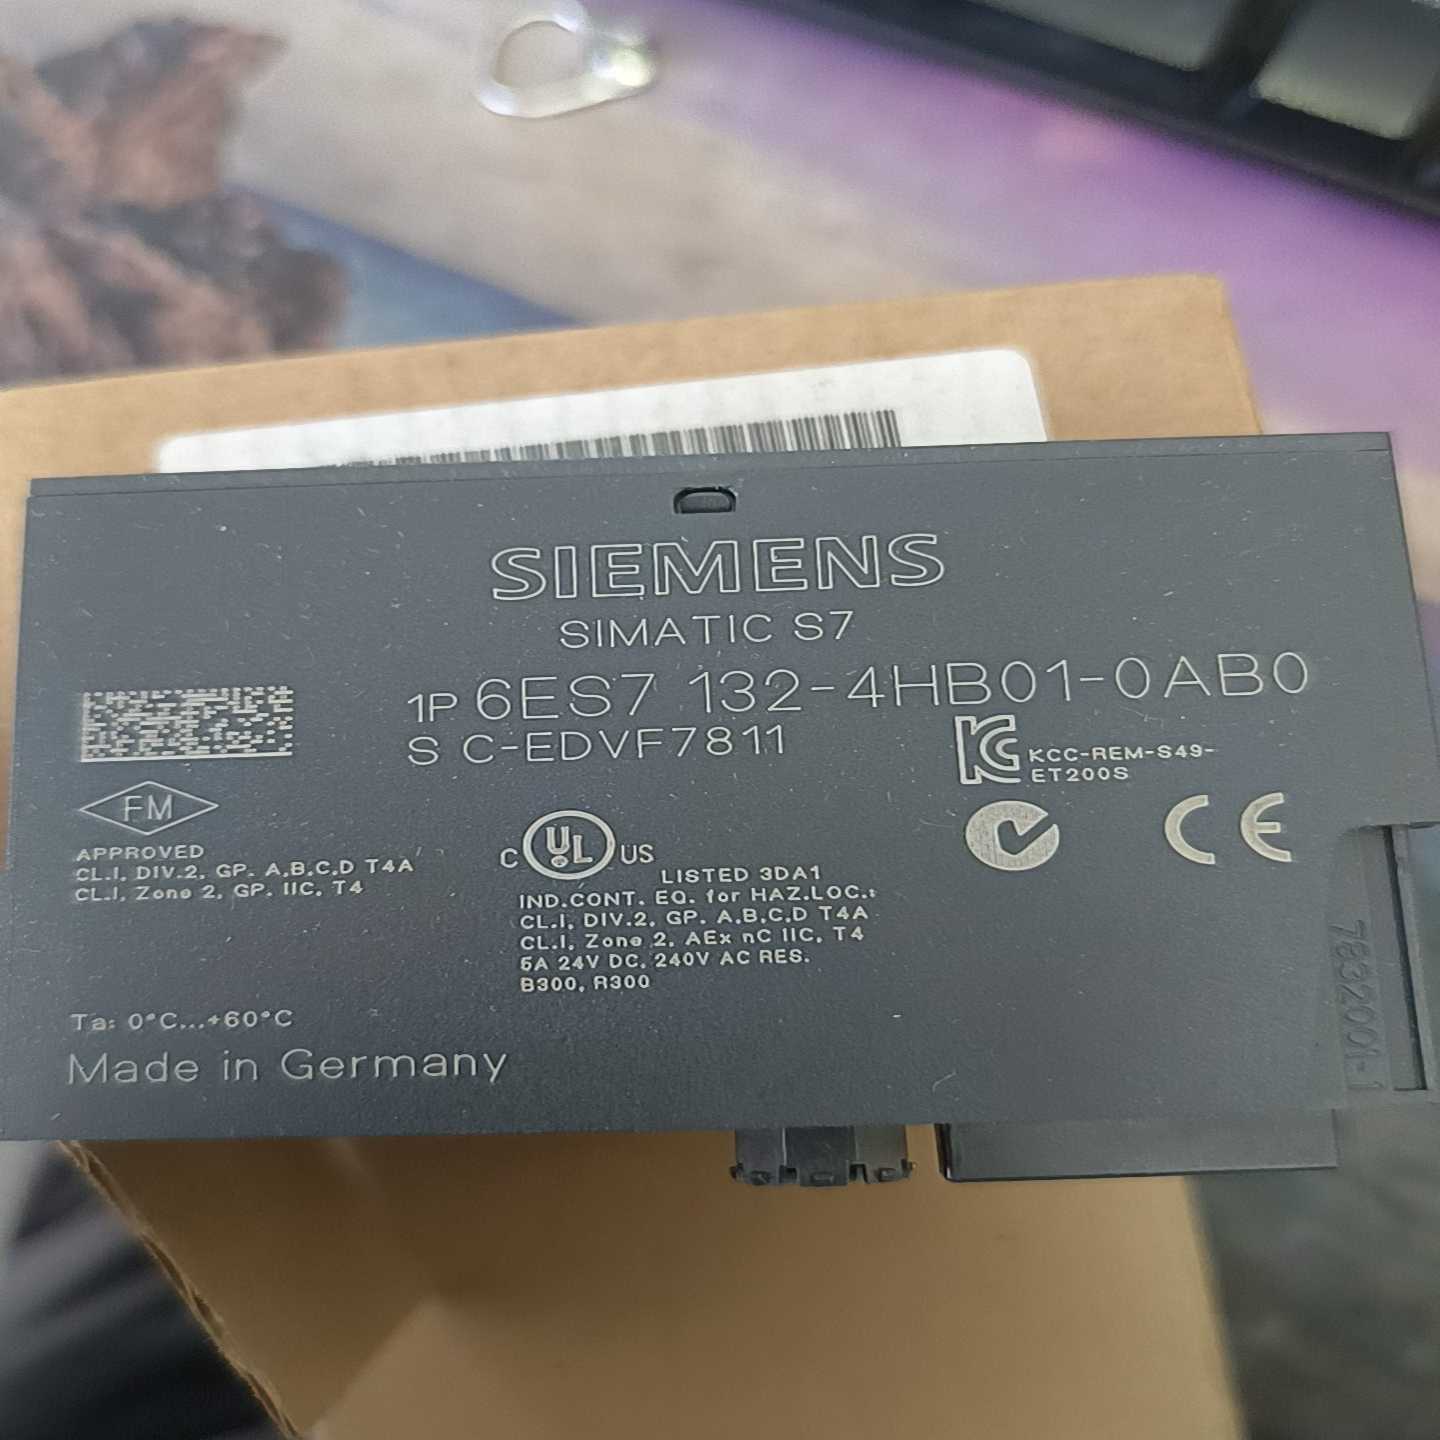 SIEMENS
SIMATIC S7
1P 6ES7 132-4HB01-0AB0
S C-EDVF7811
KCC-REM-S49-
ET200S
FM
APPROVED
CL.I, DIV.2, GP. A,B,C,D T4A
CL.I, Zone 2, GP. IIC, T4
C UL US
LISTED 3DA1
IND.CONT. EQ. for HAZ.LOC.:
CL.I, DIV.2, GP. A,B,C,D T4A
CL.I, Zone 2, AEx nC IIC, T4
5A 24V DC, 240V AC RES.
B300, R300
CE
Ta: 0°C...+60°C
Made in Germany